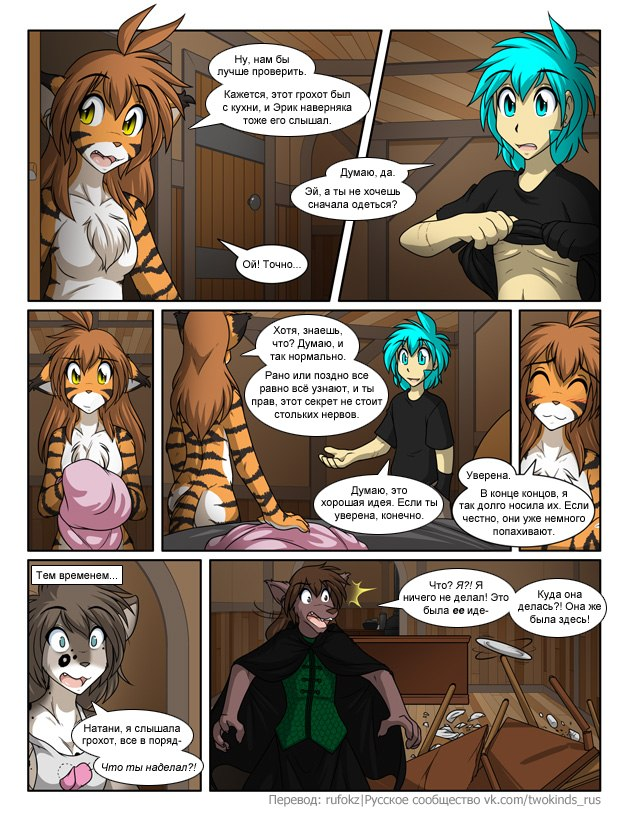 Ну, нам бы
лучше проверить.
Кажется, этот грохот был
с кухни, и Эрик наверняка
тоже его слышал.
Думаю, да.
Эй, а ты не хочешь
сначала одеться?
Ой! Точно...
Хотя, знаешь,
что? Думаю, и
так нормально.
Рано или поздно все
равно всё узнают, и ты
прав, этот секрет не стоит
стольких нервов.
Думаю, это
хорошая идея. Если ты
уверена, конечно.
Уверена.
В конце концов, я
так долго носила их. Если
честно, они уже немного
попахивают.
Тем временем...
Натани, я слышала
грохот, все в поряд-
Что ты наделал?!
Что? Я?! Я
ничего не делал! Это
была ее иде-
Куда она
делась?! Она же
была здесь!
Перевод: rufokz|Русское сообщество vk.com/twokinds_rus